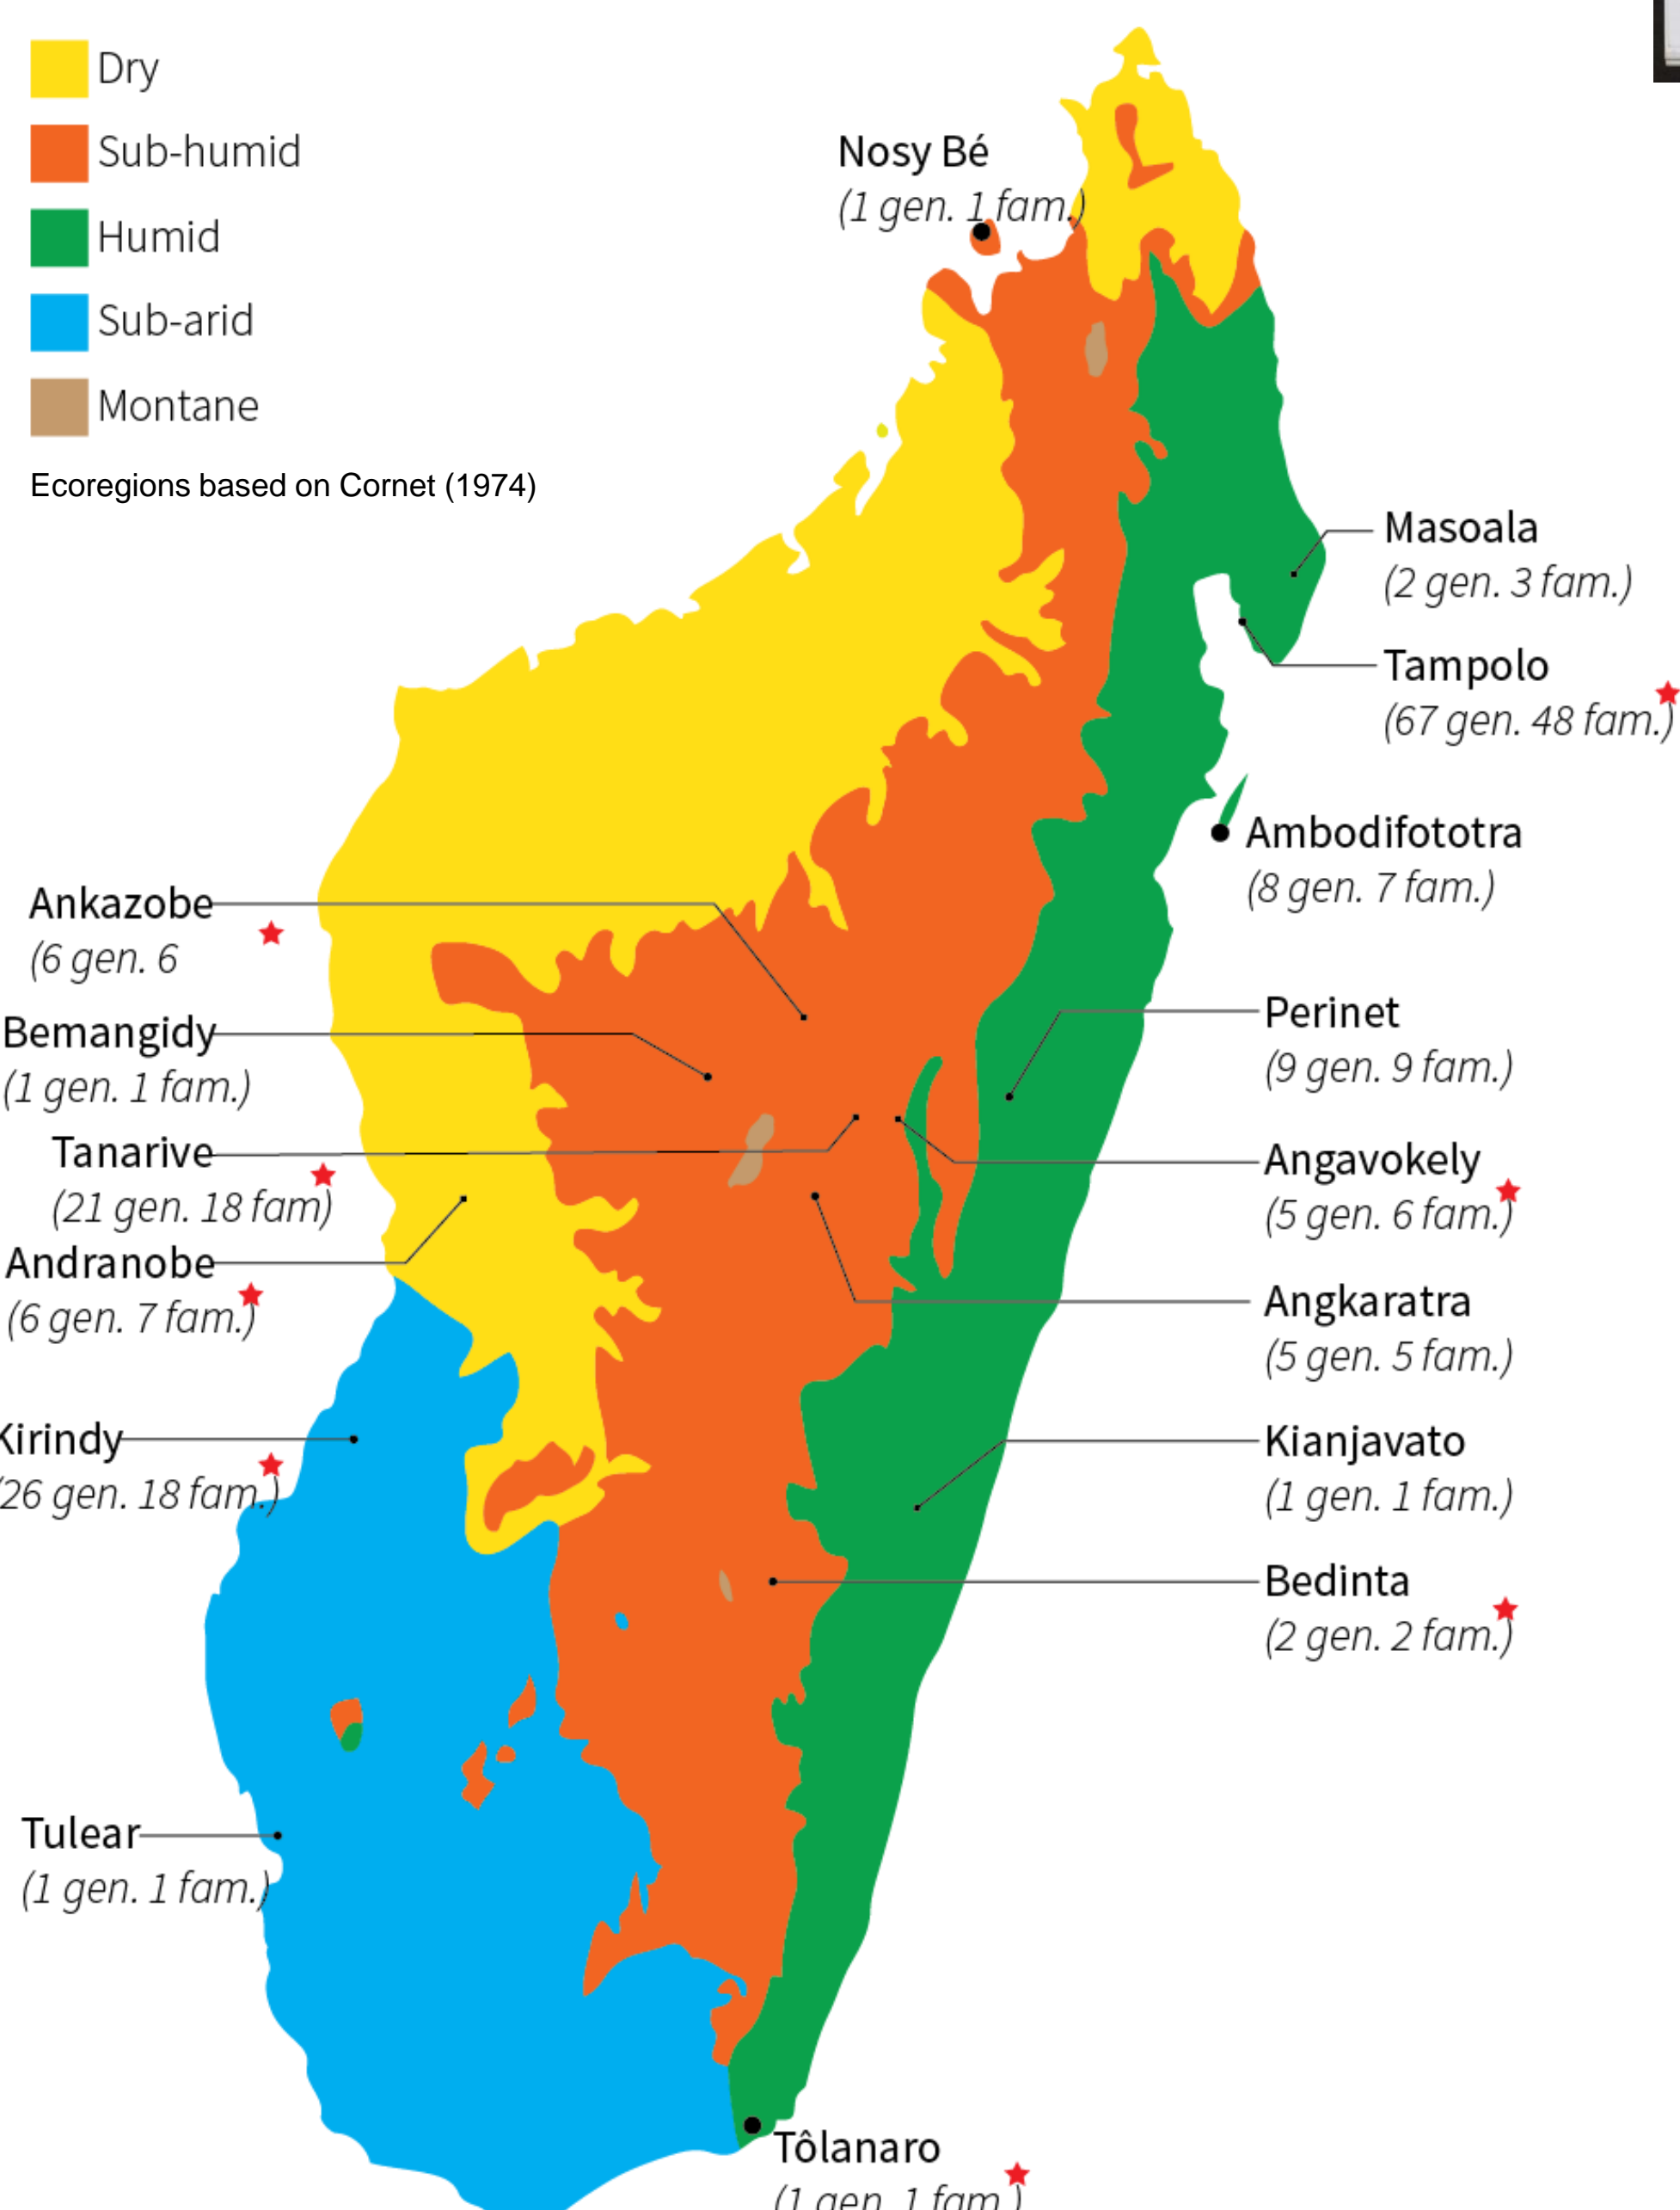 Dry
Sub-humid
Humid
Sub-arid
Montane
Ecoregions based on Cornet (1974)
Nosy Bé
(1 gen. 1 fam.)
Masoala
(2 gen. 3 fam.)
Tampolo
(67 gen. 48 fam.)
Ambodifototra
(8 gen. 7 fam.)
Ankazobe
(6 gen. 6
Bemangidy
(1 gen. 1 fam.)
Tanarive
(21 gen. 18 fam)
Andranobe
(6 gen. 7 fam.)
Kirindy
(26 gen. 18 fam.)
Tulear
(1 gen. 1 fam.)
Perinet
(9 gen. 9 fam.)
Angavokely
(5 gen. 6 fam.)
Angkaratra
(5 gen. 5 fam.)
Kianjavato
(1 gen. 1 fam.)
Bedinta
(2 gen. 2 fam.)
Tôlanaro
(1 gen. 1 fam.)